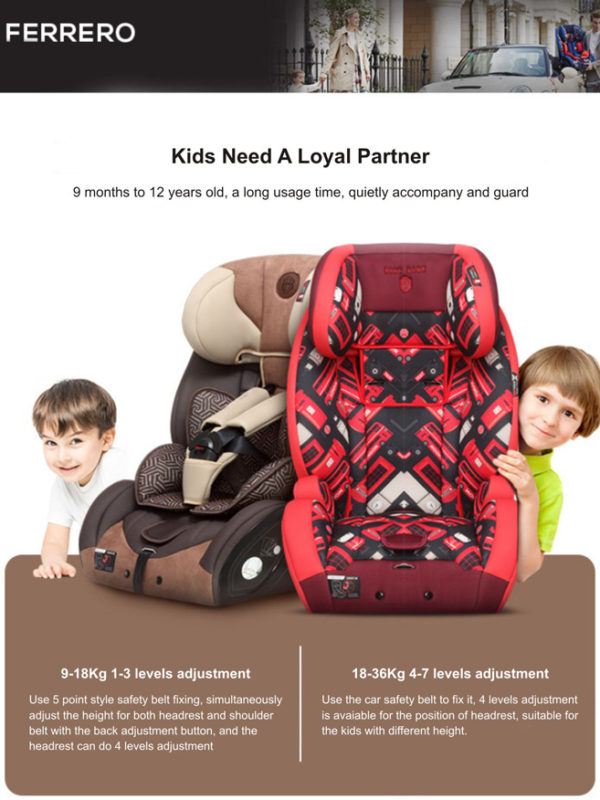 FERRERO
Kids Need A Loyal Partner
9 months to 12 years old, a long usage time, quietly accompany and guard
9-18Kg 1-3 levels adjustment
Use 5 point style safety belt fixing, simultaneously
adjust the height for both headrest and shoulder
belt with the back adjustment button, and the
headrest can do 4 levels adjustment
18-36Kg 4-7 levels adjustment
Use the car safety belt to fix it, 4 levels adjustment
is avaiable for the position of headrest, suitable for
the kids with different height.